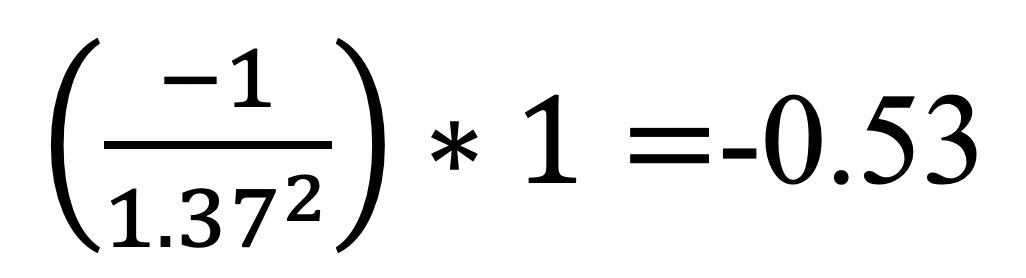 (−1/1.37²) * 1 =-0.53